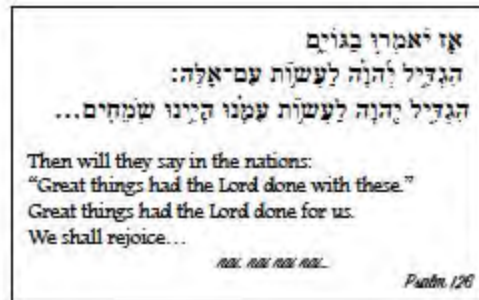 אָז יֹאמְרוּ בַגּוֹיִם
הִגְדִּיל יְהוָה לַעֲשׂוֹת עִם־אֵלֶּה:
הִגְדִּיל יְהוָה לַעֲשׂוֹת עִמָּנוּ הָיִינוּ שְׂמֵחִים...
Then will they say in the nations:
“Great things had the Lord done with these.”
Great things had the Lord done for us.
We shall rejoice…
nai, nai nai nai...
Psalm 126